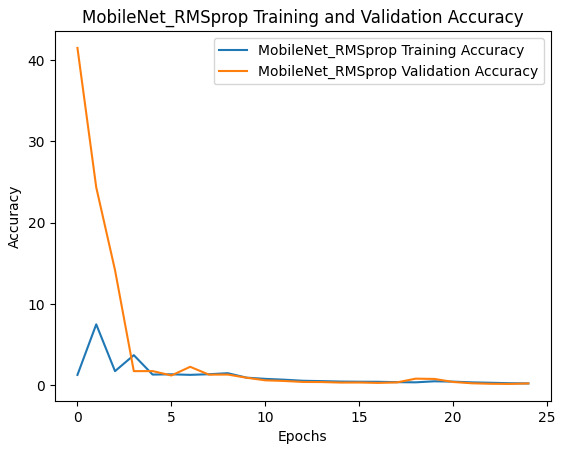 MobileNet_RMSprop Training and Validation Accuracy
MobileNet_RMSprop Training Accuracy
MobileNet_RMSprop Validation Accuracy
Accuracy
40
30
20
10
0
0 5 10 15 20 25
Epochs